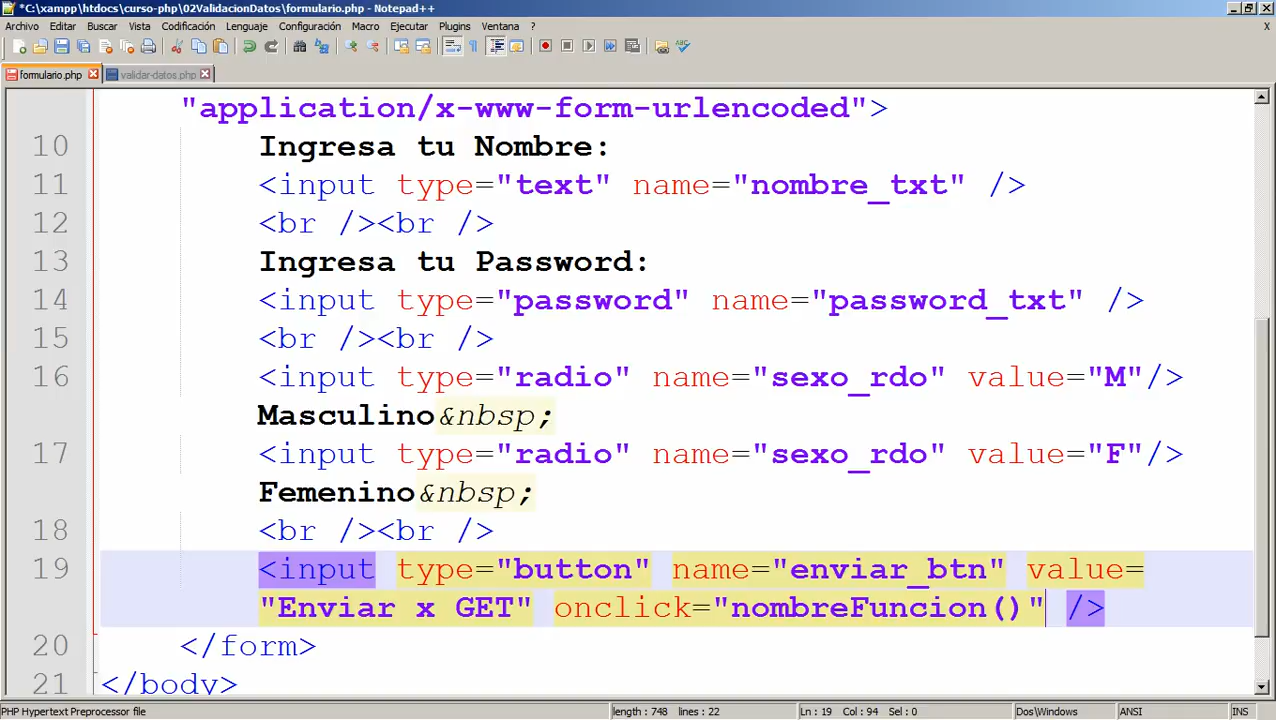 *C:\xampp\htdocs\curso-php\02ValidacionDatos\formulario.php - Notepad++
Archivo Editar Buscar Vista Codificación Lenguaje Configuración Macro Ejecutar Plugins Ventana ? X
formulario.php validar-datos.php
"application/x-www-form-urlencoded">
10 Ingresa tu Nombre:
11 <input type="text" name="nombre_txt" />
12 <br /><br />
13 Ingresa tu Password:
14 <input type="password" name="password_txt" />
15 <br /><br />
16 <input type="radio" name="sexo_rdo" value="M"/>
Masculino&nbsp;
17 <input type="radio" name="sexo_rdo" value="F"/>
Femenino&nbsp;
18 <br /><br />
19 <input type="button" name="enviar_btn" value=
"Enviar x GET" onclick="nombreFuncion()" />
20 </form>
21 </body>
PHP Hypertext Preprocessor file length : 748 lines : 22 Ln : 19 Col : 94 Sel : 0 Dos\Windows ANSI INS